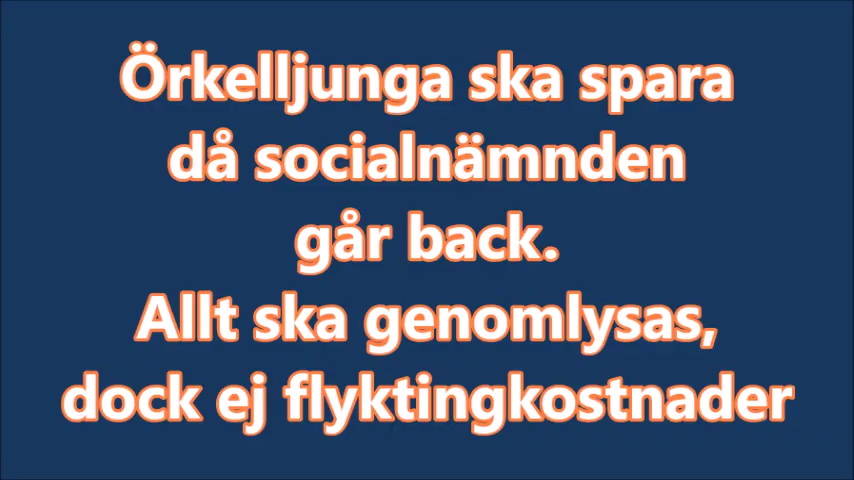 Örkelljunga ska spara
då socialnämnden
går back.
Allt ska genomlysas,
dock ej flyktingkostnader